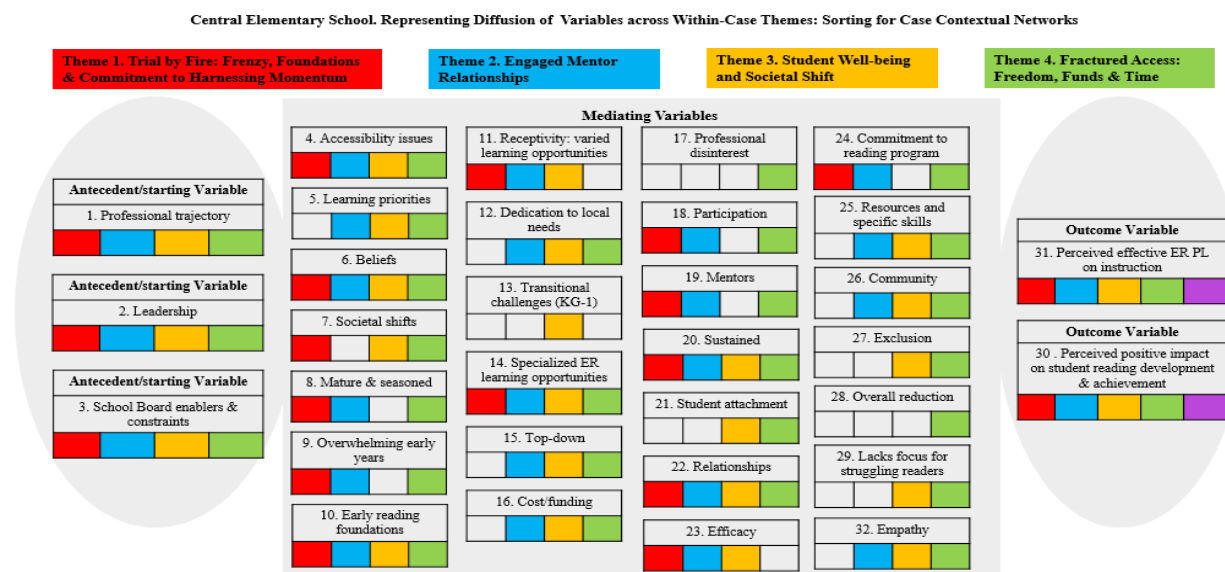 Central Elementary School. Representing Diffusion of Variables across Within-Case Themes: Sorting for Case Contextual Networks
Theme 1. Trial by Fire: Frenzy, Foundations
& Commitment to Harnessing Momentum
Theme 2. Engaged Mentor
Relationships
Theme 3. Student Well-being
and Societal Shift
Theme 4. Fractured Access:
Freedom, Funds & Time
Antecedent/starting Variable
1. Professional trajectory
Antecedent/starting Variable
2. Leadership
Antecedent/starting Variable
3. School Board enablers &
constraints
Mediating Variables
4. Accessibility issues
5. Learning priorities
6. Beliefs
7. Societal shifts
8. Mature & seasoned
9. Overwhelming early
years
10. Early reading
foundations
11. Receptivity: varied
learning opportunities
12. Dedication to local
needs
13. Transitional
challenges (KG-1)
14. Specialized ER
learning opportunities
15. Top-down
16. Cost/funding
17. Professional
disinterest
18. Participation
19. Mentors
20. Sustained
21. Student attachment
22. Relationships
23. Efficacy
24. Commitment to
reading program
25. Resources and
specific skills
26. Community
27. Exclusion
28. Overall reduction
29. Lacks focus for
struggling readers
32. Empathy
Outcome Variable
31. Perceived effective ER PL
on instruction
Outcome Variable
30 . Perceived positive impact
on student reading development
& achievement